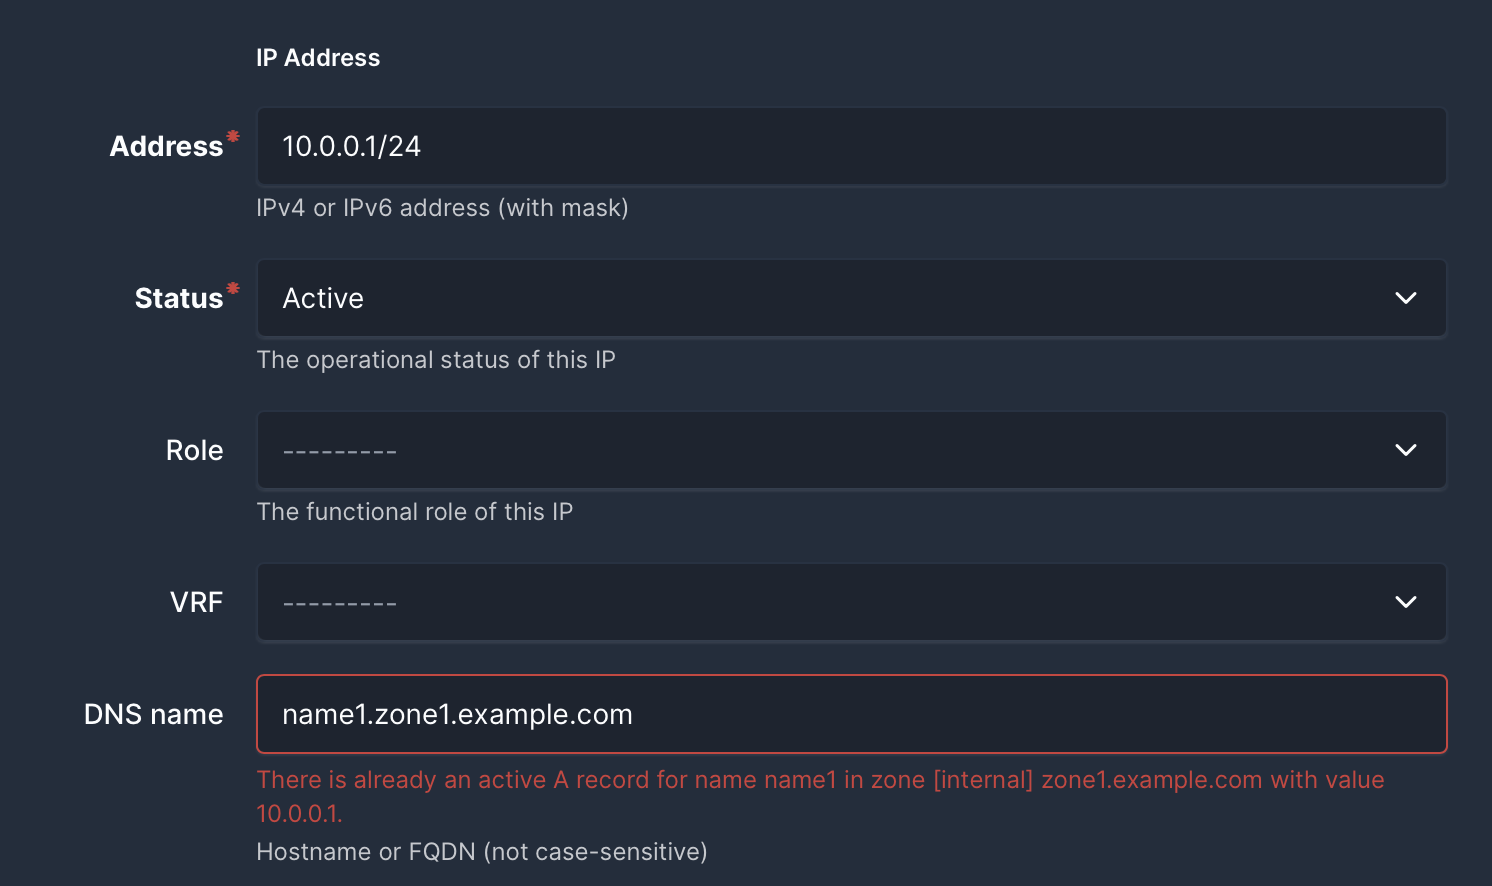 IP Address
Address*
10.0.0.1/24
IPv4 or IPv6 address (with mask)
Status*
Active
The operational status of this IP
Role
---------
The functional role of this IP
VRF
---------
DNS name
name1.zone1.example.com
There is already an active A record for name name1 in zone [internal] zone1.example.com with value
10.0.0.1.
Hostname or FQDN (not case-sensitive)